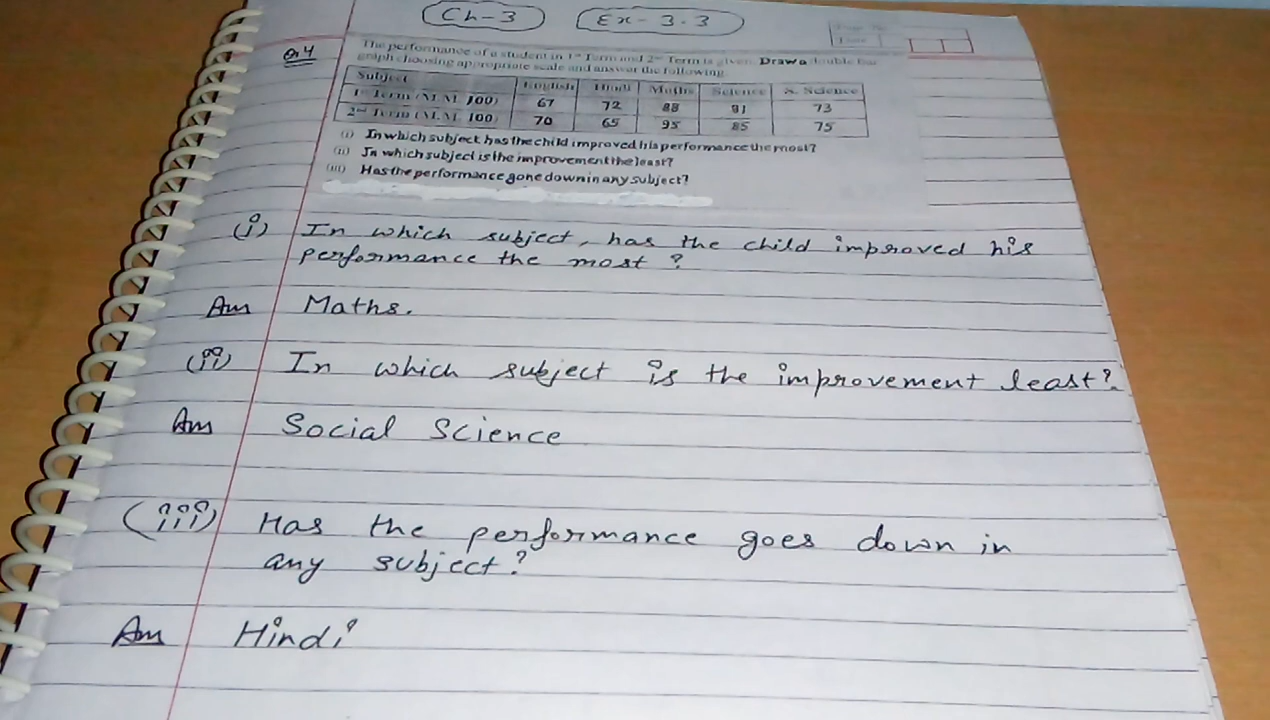 Ch-3 Ex-3.3
Qn 4
The performance of a student in 1st Term and 2nd Term is given. Draw a double bar
graph choosing appropriate scale and answer the following
Subject English Hindi Maths Science S. Science
1st Term (M.M. 100) 67 72 88 81 73
2nd Term (M.M. 100) 70 65 95 85 75
(i) In which subject has the child improved his performance the most?
(ii) In which subject is the improvement the least?
(iii) Has the performance gone down in any subject?
(i) In which subject, has the child improved his
performance the most?
Ans Maths.
(ii) In which subject is the improvement least?
Ans Social Science
(iii) Has the performance goes down in
any subject?
Ans Hindi